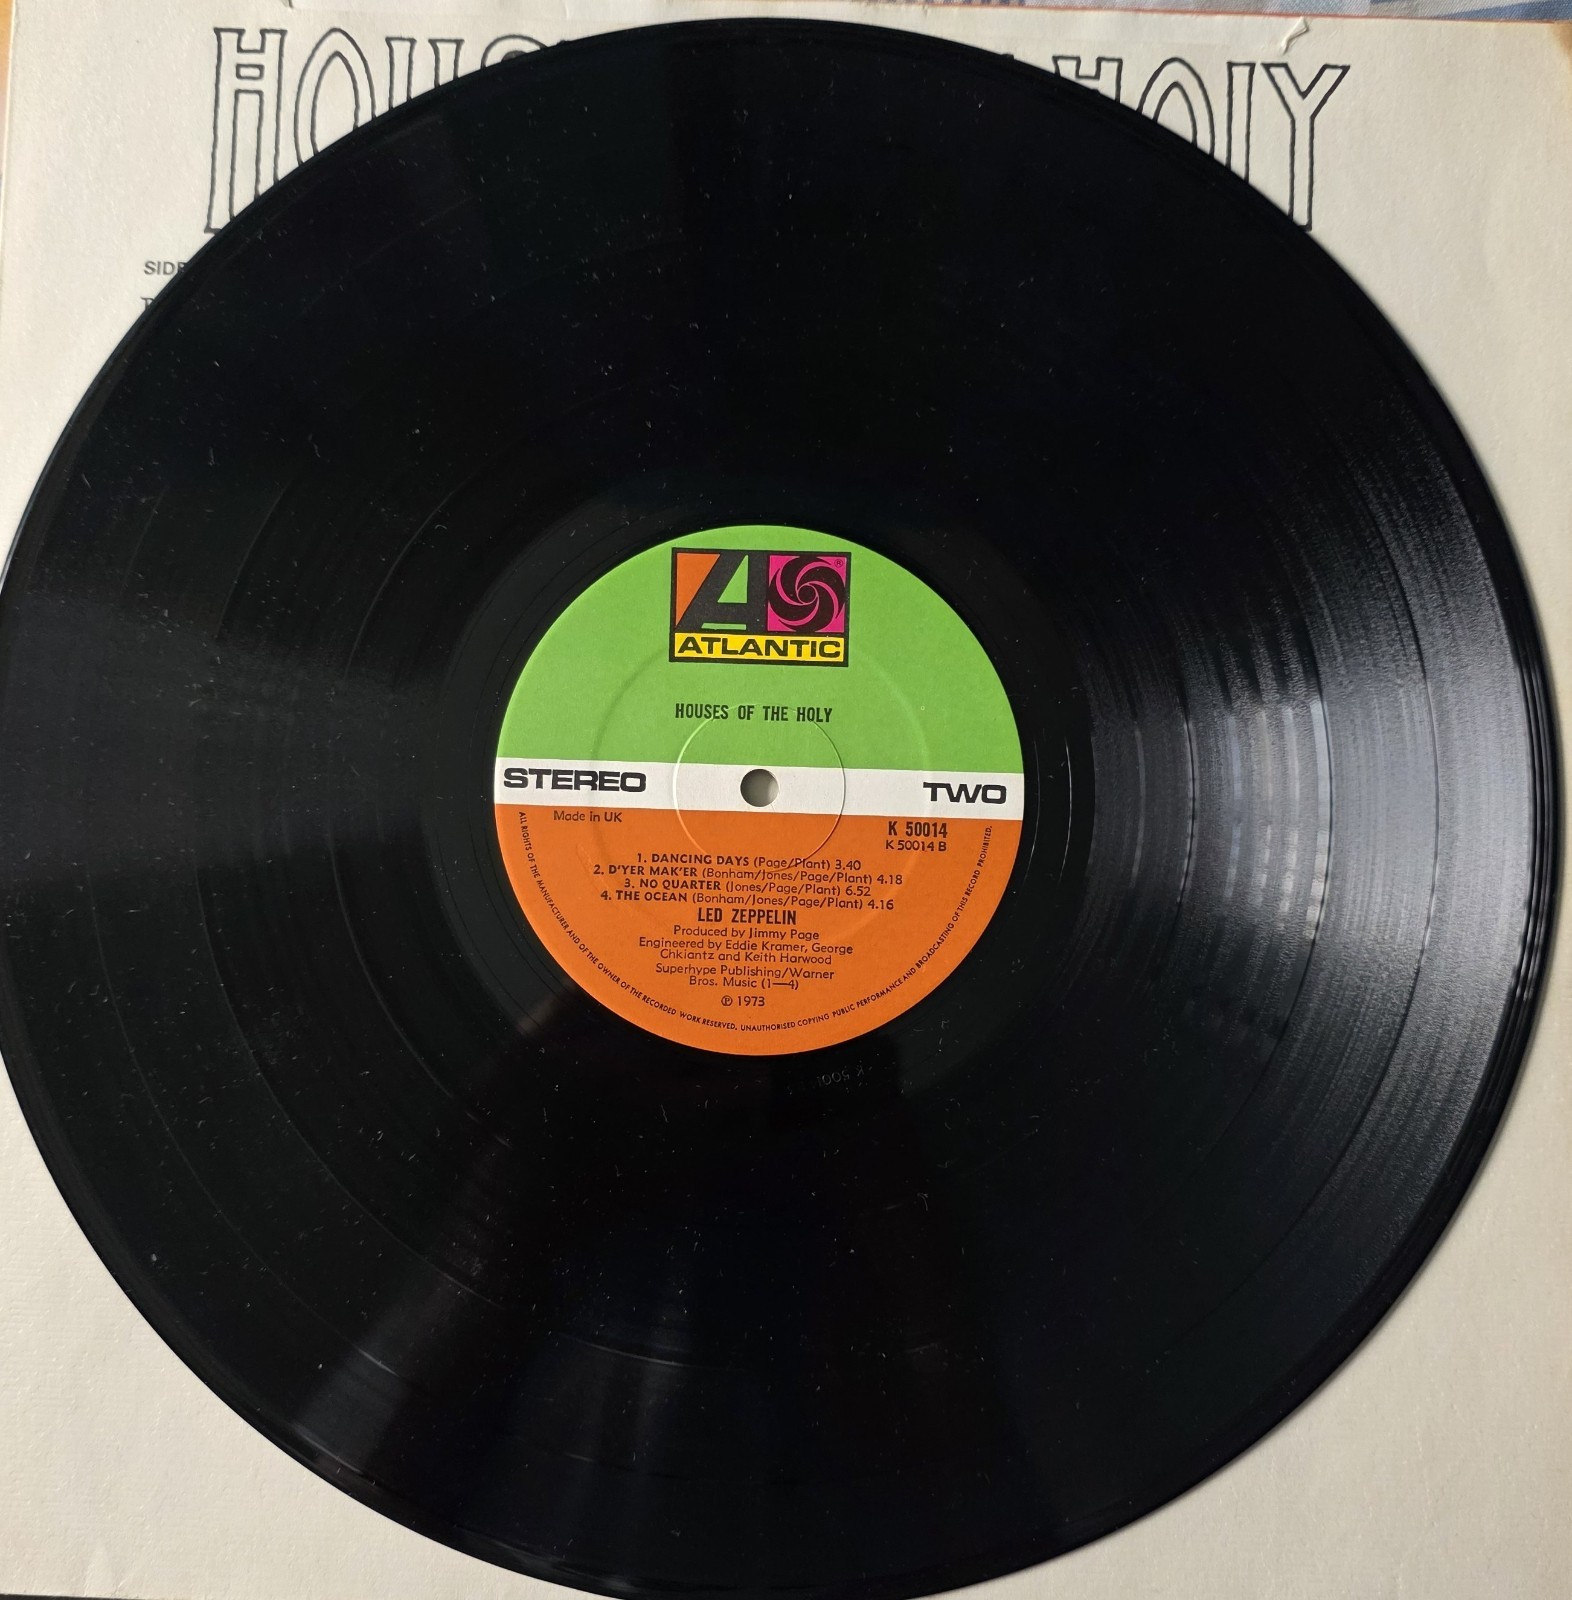 HOUS HOLY
SIDE
ATLANTIC
®
HOUSES OF THE HOLY
STEREO TWO
Made in UK
K 50014
K 50014 B
1. DANCING DAYS (Page/Plant) 3.40
2. D'YER MAK'ER (Bonham/Jones/Page/Plant) 4.18
3. NO QUARTER (Jones/Page/Plant) 6.52
4. THE OCEAN (Bonham/Jones/Page/Plant) 4.16
LED ZEPPELIN
Produced by Jimmy Page
Engineered by Eddie Kramer, George
Chkiantz and Keith Harwood
Superhype Publishing/Warner
Bros. Music (1—4)
℗ 1973
ALL RIGHTS OF THE MANUFACTURER AND OF THE OWNER OF THE RECORDED WORK RESERVED. UNAUTHORISED COPYING PUBLIC PERFORMANCE AND BROADCASTING OF THIS RECORD PROHIBITED.